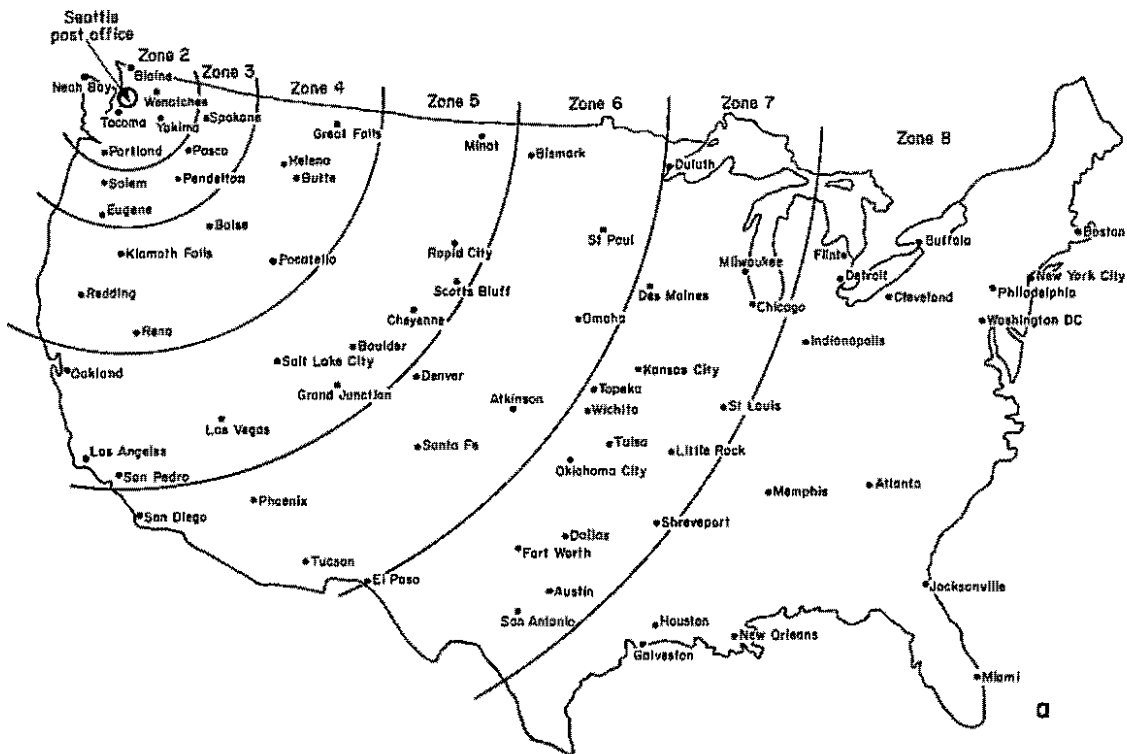 Seattle
post office
Zone 2
Zone 3
Zone 4
Zone 5
Zone 6
Zone 7
Zone 8
Blaine
Neah Bay
Wenatchee
Tacoma
Yakima
Spokane
Great Falls
Minot
Bismark
Duluth
Portland
Pasco
Helena
Butte
Salem
Pendelton
Eugene
Boise
Klamath Falls
Pocatello
Rapid City
St Paul
Milwaukee
Flint
Buffalo
Boston
Redding
Scotts Bluff
Des Moines
Detroit
New York City
Philadelphia
Cleveland
Chicago
Cheyenne
Omaha
Washington DC
Reno
Boulder
Indianapolis
Oakland
Salt Lake City
Denver
Kansas City
Grand Junction
Atkinson
Topeka
Wichita
St Louis
Las Vegas
Santa Fe
Tulsa
Little Rock
Los Angeles
Oklahoma City
San Pedro
Memphis
Atlanta
Phoenix
San Diego
Shreveport
Dallas
Fort Worth
Tucson
El Paso
Austin
Jacksonville
San Antonio
Houston
New Orleans
Galveston
Miami
a